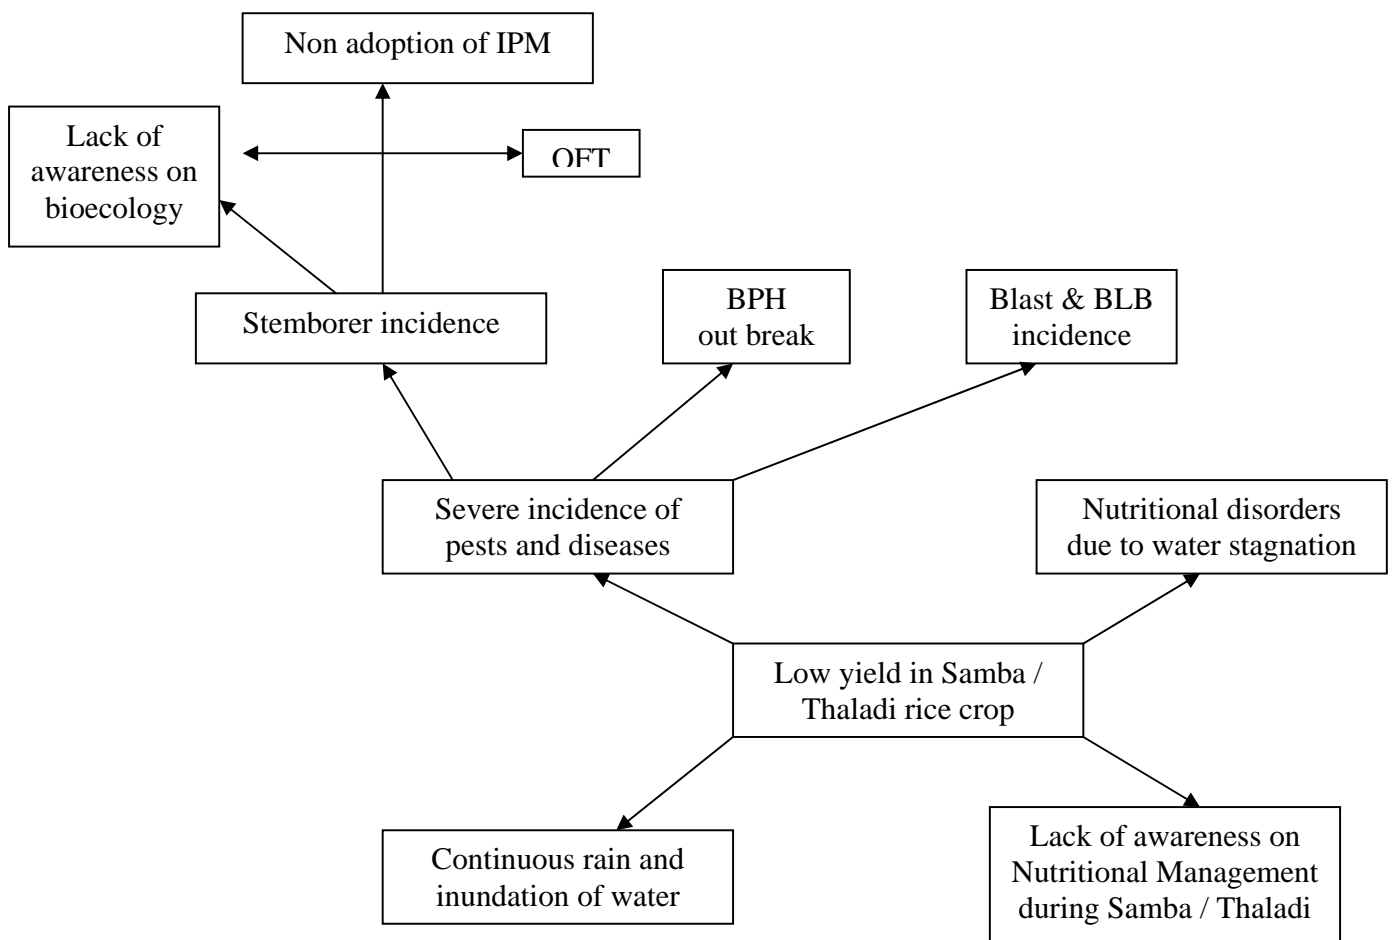 Non adoption of IPM
Lack of
awareness on
bioecology
OFT
Stemborer incidence
BPH
out break
Blast & BLB
incidence
Severe incidence of
pests and diseases
Nutritional disorders
due to water stagnation
Low yield in Samba /
Thaladi rice crop
Continuous rain and
inundation of water
Lack of awareness on
Nutritional Management
during Samba / Thaladi